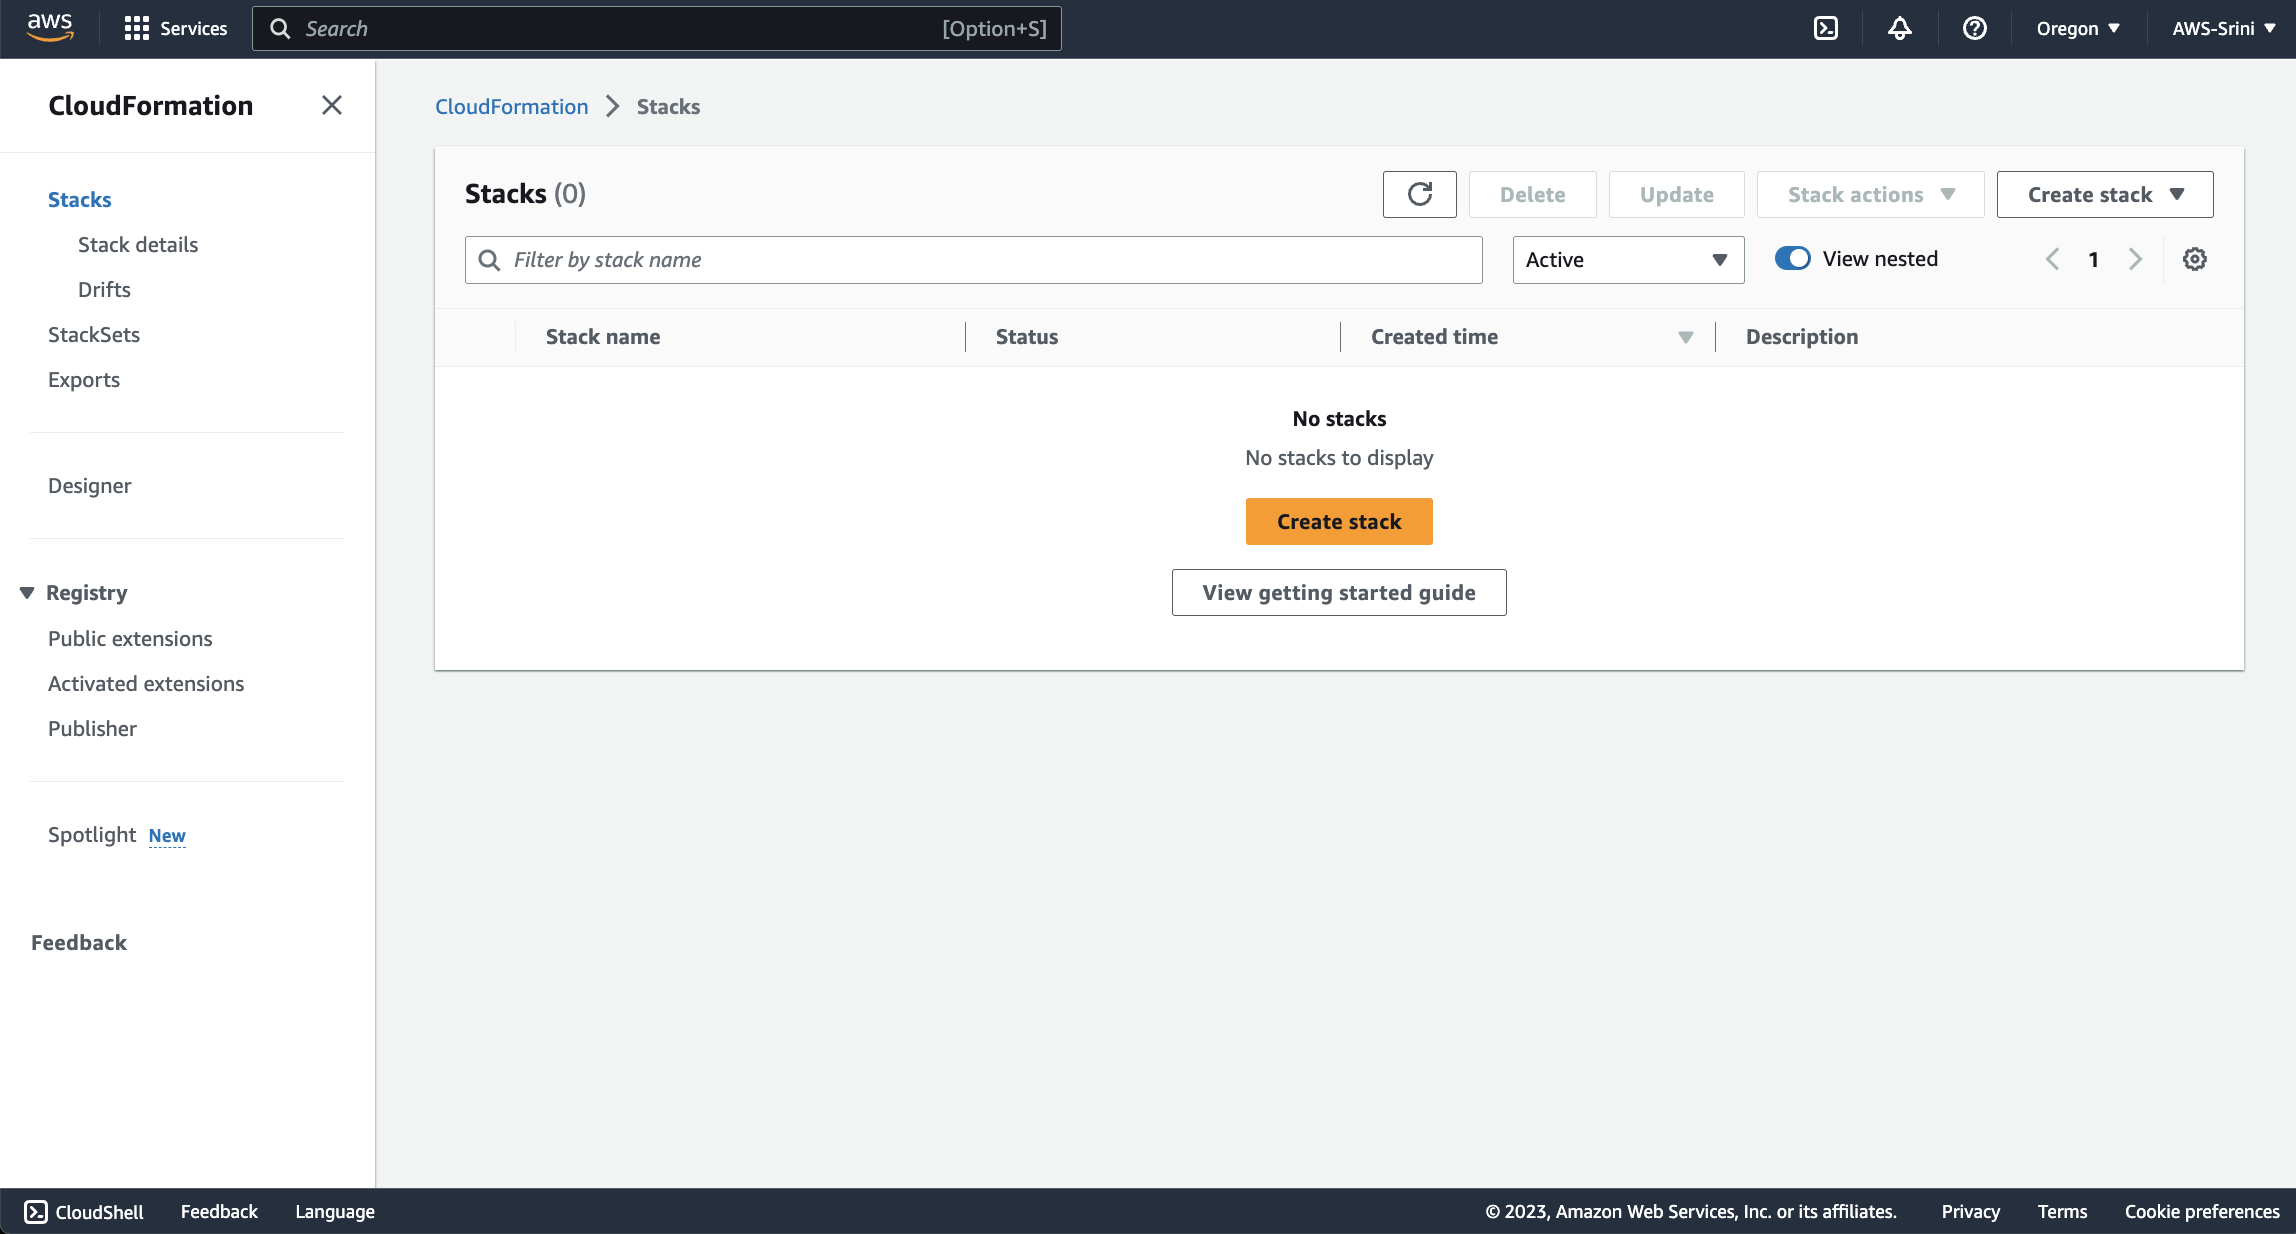 aws Services Search [Option+S] Oregon AWS-Srini
CloudFormation
Stacks
Stack details
Drifts
StackSets
Exports
Designer
Registry
Public extensions
Activated extensions
Publisher
Spotlight New
Feedback
CloudFormation Stacks
Stacks (0) Delete Update Stack actions Create stack
Filter by stack name Active View nested 1
Stack name Status Created time Description
No stacks
No stacks to display
Create stack
View getting started guide
CloudShell Feedback Language © 2023, Amazon Web Services, Inc. or its affiliates. Privacy Terms Cookie preferences